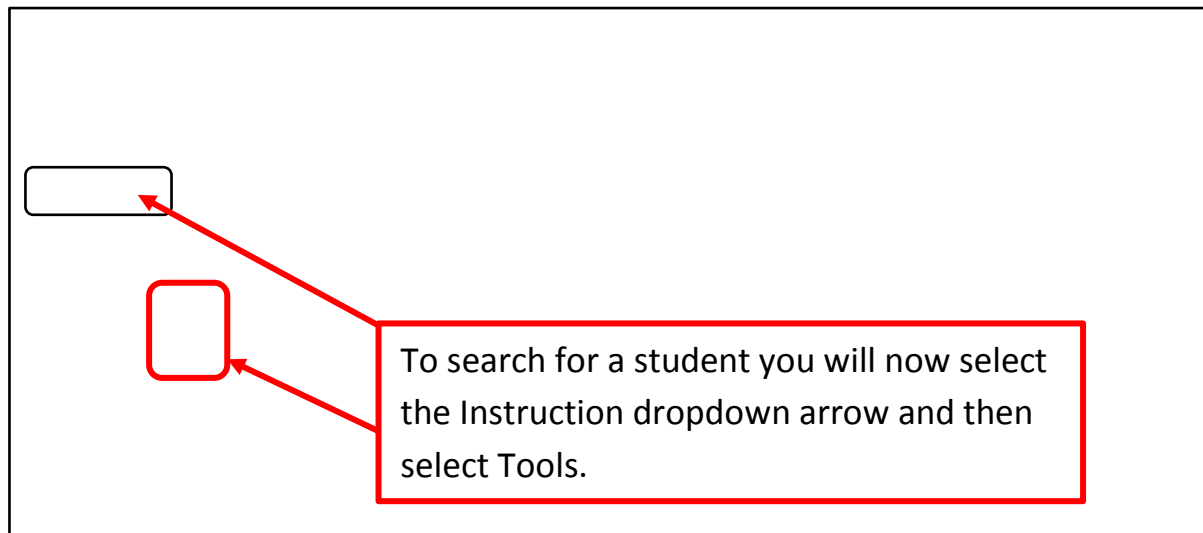 To search for a student you will now select
the Instruction dropdown arrow and then
select Tools.